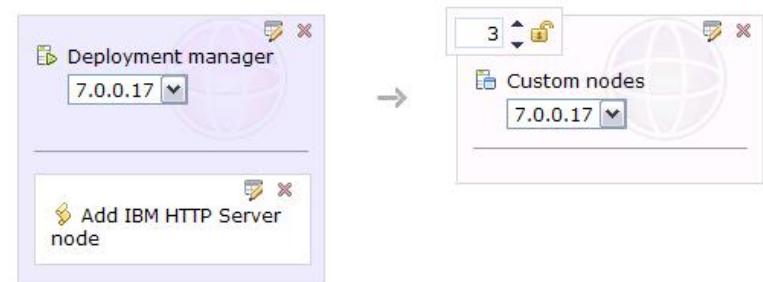 Deployment manager
7.0.0.17
Add IBM HTTP Server
node
3
Custom nodes
7.0.0.17